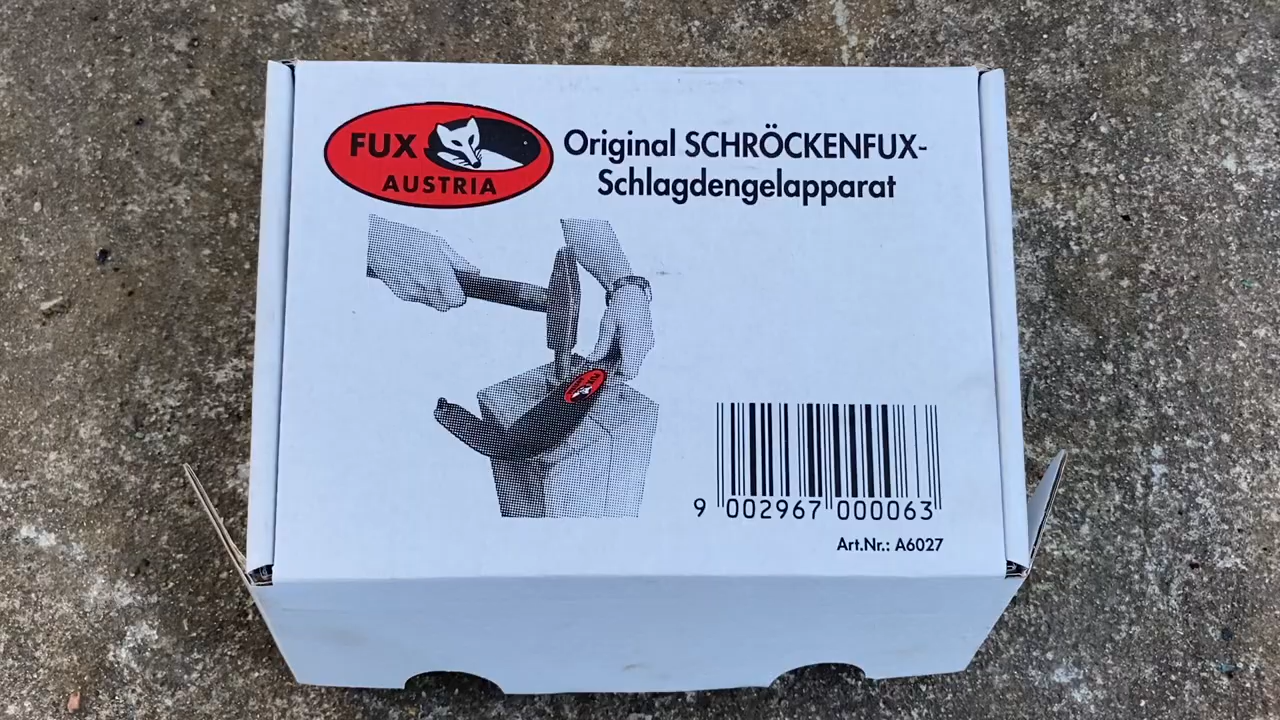 FUX
AUSTRIA
Original SCHRÖCKENFUX-
Schlagdengelapparat
9 002967 000063
Art.Nr.: A6027